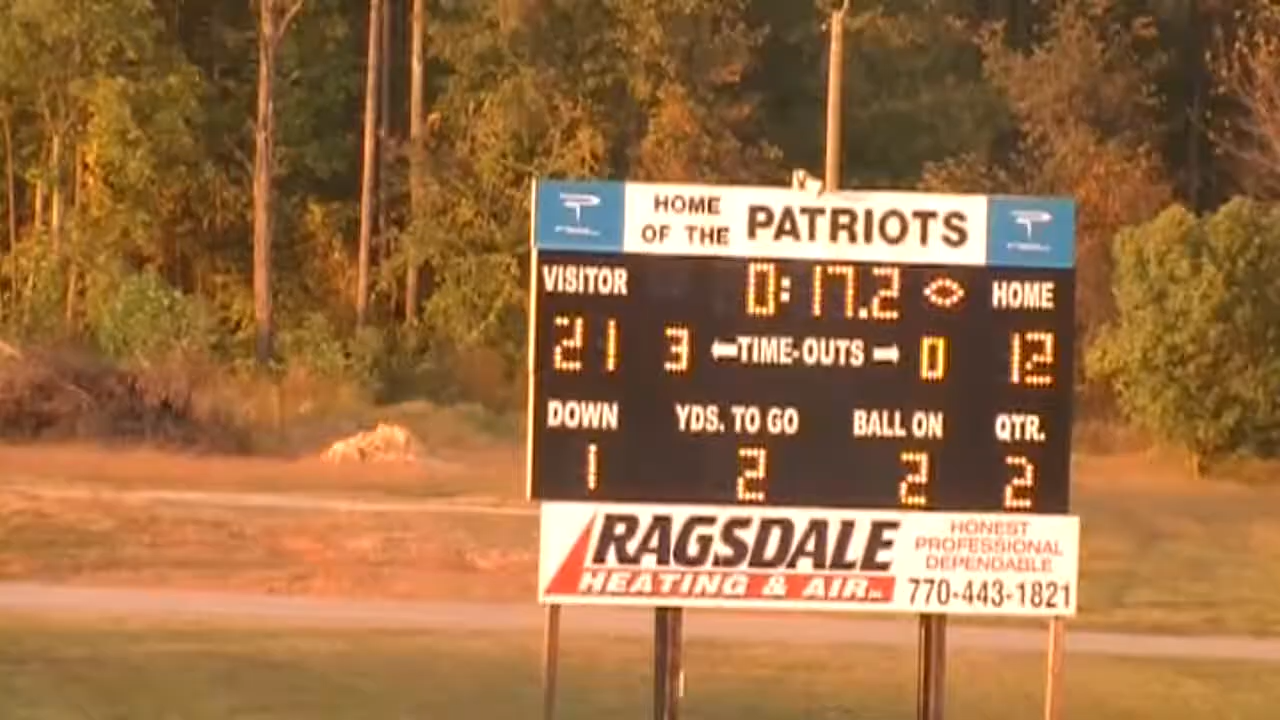 HOME
OF THE
PATRIOTS
VISITOR 0:17.2 HOME
21 3 TIME-OUTS 0 12
DOWN YDS. TO GO BALL ON QTR.
1 2 2 2
RAGSDALE
HEATING & AIR
HONEST
PROFESSIONAL
DEPENDABLE
770-443-1821